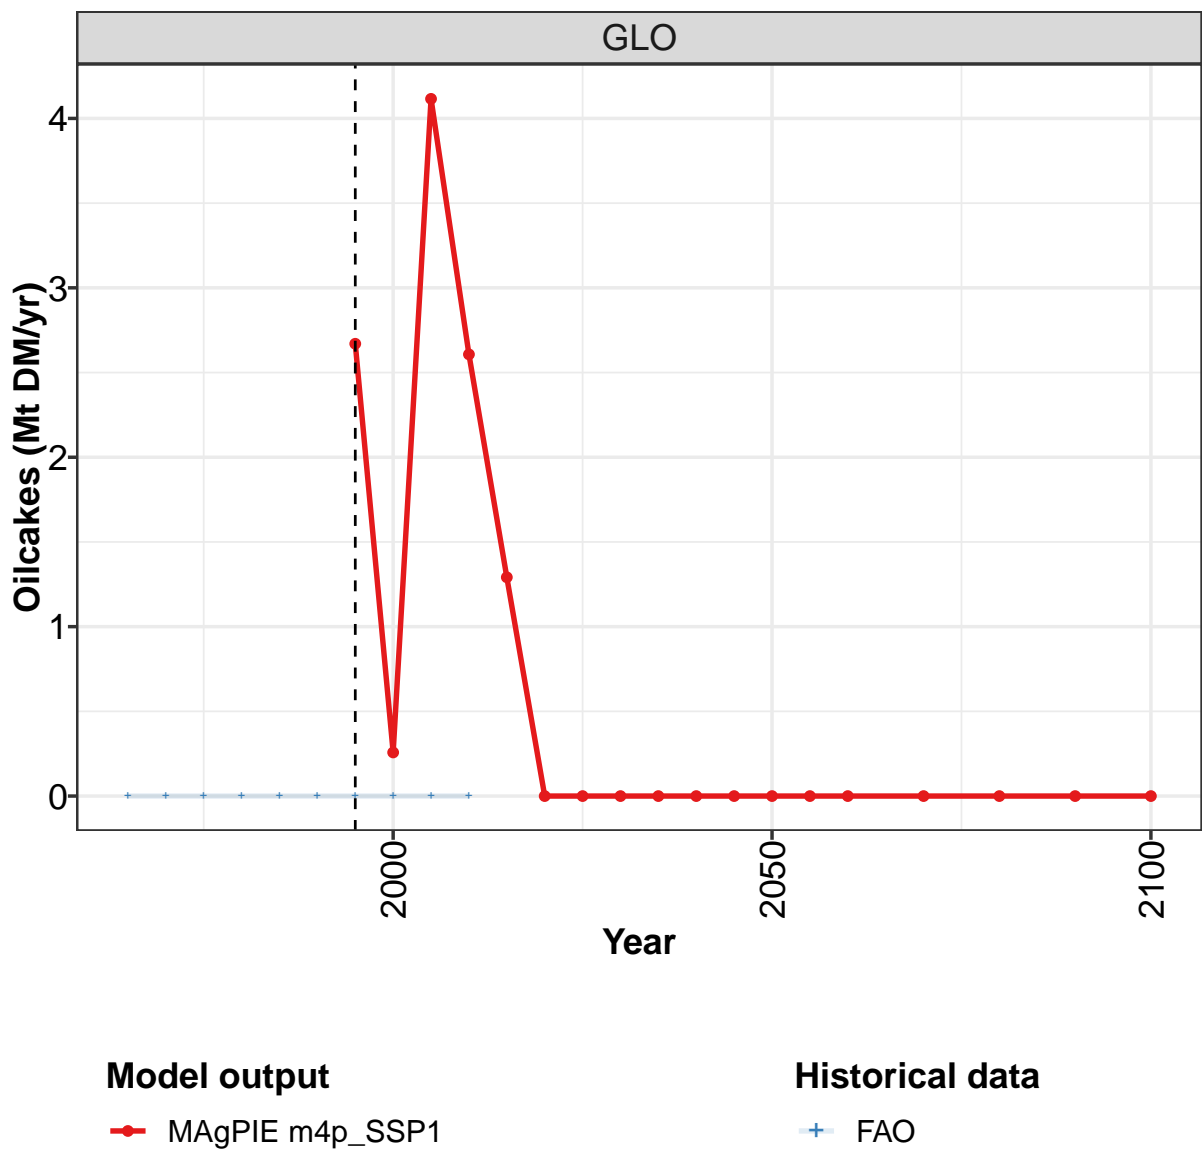 GLO
4
3
2
1
0
Oilcakes (Mt DM/yr)
2000
2050
2100
Year
Model output
MAgPIE m4p_SSP1
Historical data
FAO